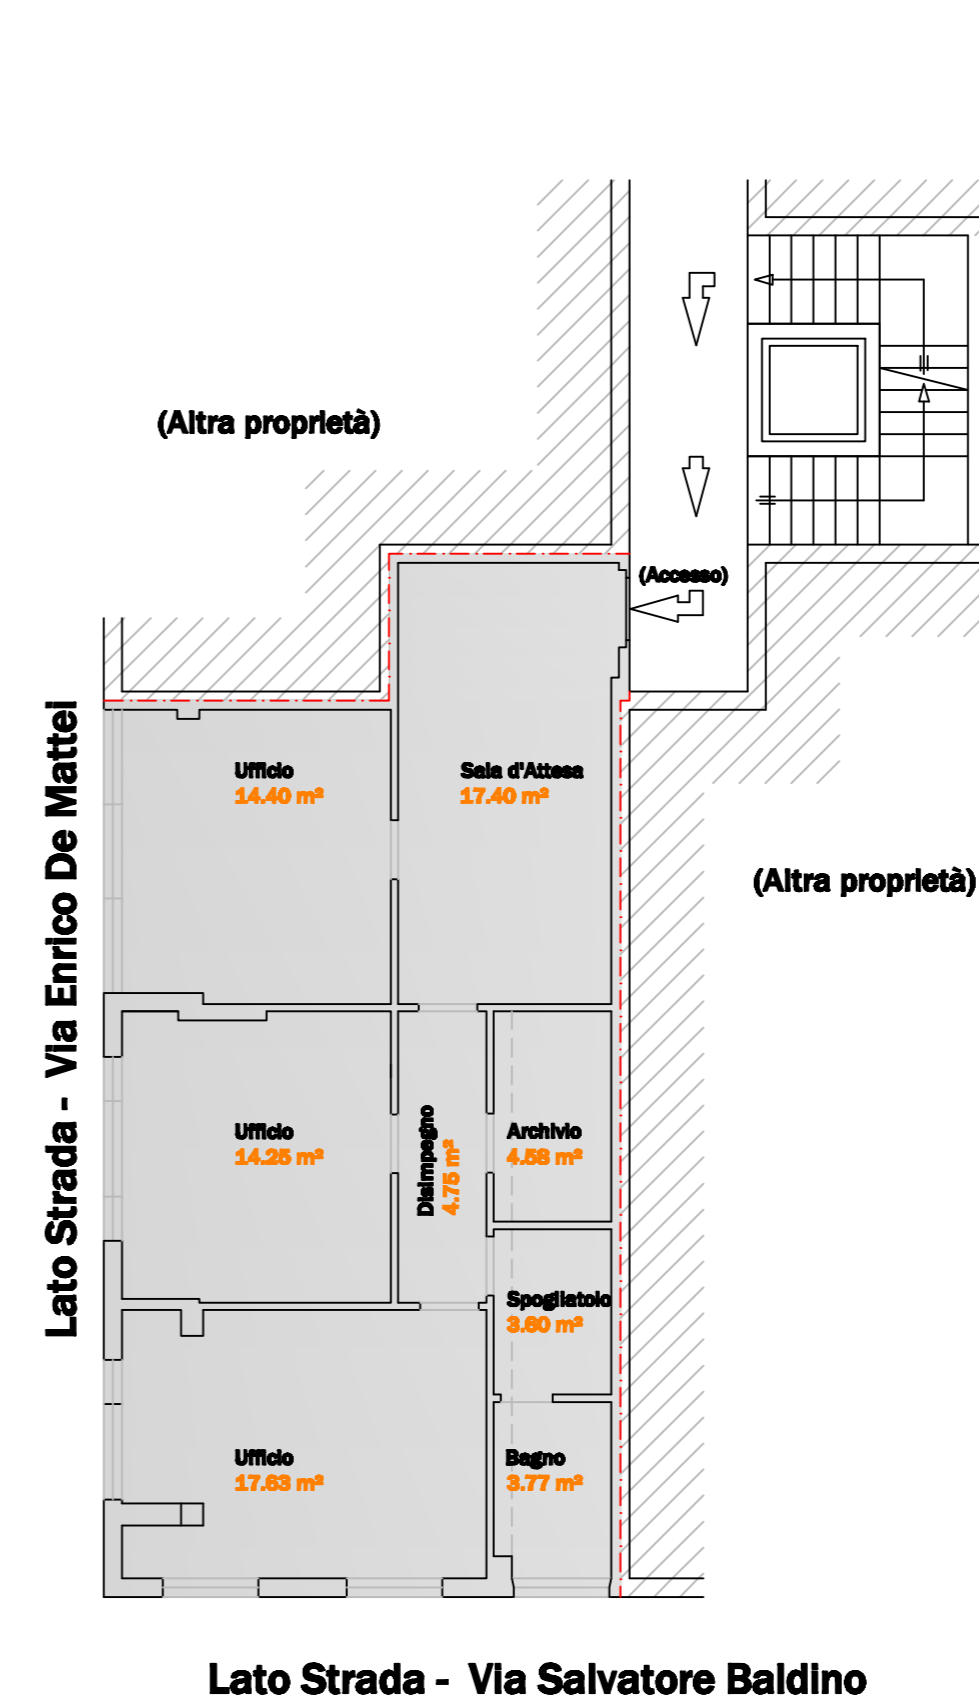 (Altra proprietà)
(Accesso)
Ufficio
14.40 m²
Sala d'Attesa
17.40 m²
(Altra proprietà)
Lato Strada - Via Enrico De Mattei
Ufficio
14.25 m²
Disimpegno
4.75 m²
Archivio
4.58 m²
Spogliatoio
3.60 m²
Ufficio
17.63 m²
Bagno
3.77 m²
Lato Strada - Via Salvatore Baldino